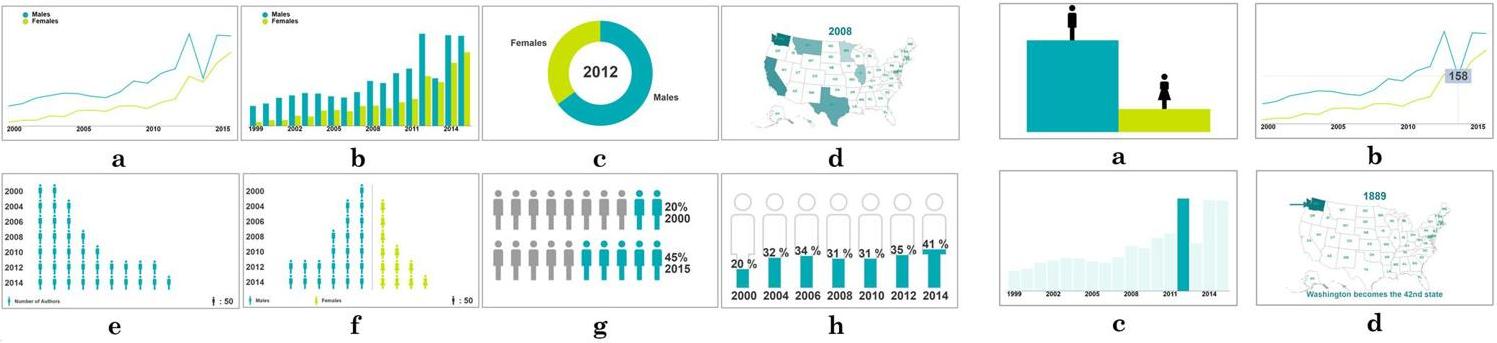 Males
Females
2000 2005 2010 2015
a
Males
Females
1999 2002 2005 2008 2011 2014
b
Females
2012
Males
c
2008
d
a
158
2000 2005 2010 2015
b
2000
2004
2006
2008
2010
2012
2014
Number of Authors : 50
e
2000
2004
2006
2008
2010
2012
2014
Males Females : 50
f
20%
2000
45%
2015
g
20 % 32 % 34 % 31 % 31 % 35 % 41 %
2000 2004 2006 2008 2010 2012 2014
h
1999 2002 2005 2008 2011 2014
c
1889
Washington becomes the 42nd state
d